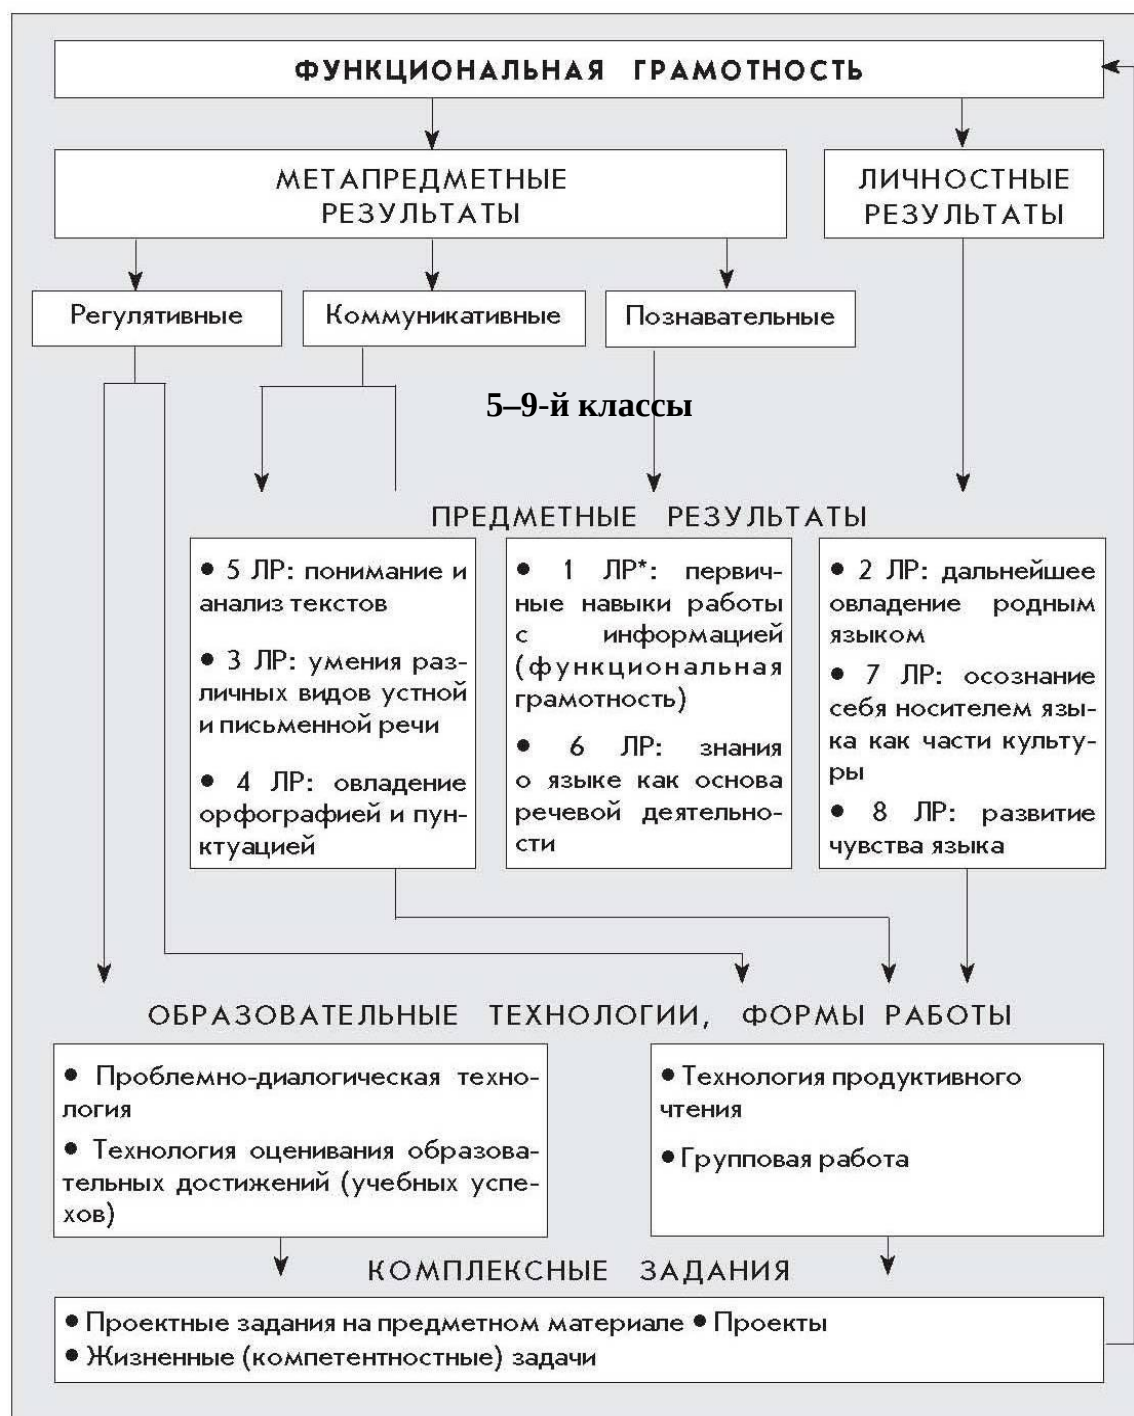 ФУНКЦИОНАЛЬНАЯ ГРАМОТНОСТЬ
МЕТАПРЕДМЕТНЫЕ
РЕЗУЛЬТАТЫ
ЛИЧНОСТНЫЕ
РЕЗУЛЬТАТЫ
Регулятивные
Коммуникативные
Познавательные
5–9-й классы
ПРЕДМЕТНЫЕ РЕЗУЛЬТАТЫ
● 5 ЛР: понимание и
анализ текстов
● 3 ЛР: умения раз-
личных видов устной
и письменной речи
● 4 ЛР: овладение
орфографией и пун-
ктуацией
● 1 ЛР*: первич-
ные навыки работы
с информацией
(функциональная
грамотность)
● 6 ЛР: знания
о языке как основа
речевой деятельно-
сти
● 2 ЛР: дальнейшее
овладение родным
языком
● 7 ЛР: осознание
себя носителем язы-
ка как части культу-
ры
● 8 ЛР: развитие
чувства языка
ОБРАЗОВАТЕЛЬНЫЕ ТЕХНОЛОГИИ, ФОРМЫ РАБОТЫ
● Проблемно-диалогическая техно-
логия
● Технология оценивания образова-
тельных достижений (учебных успе-
хов)
● Технология продуктивного
чтения
● Групповая работа
КОМПЛЕКСНЫЕ ЗАДАНИЯ
● Проектные задания на предметном материале ● Проекты
● Жизненные (компетентностные) задачи